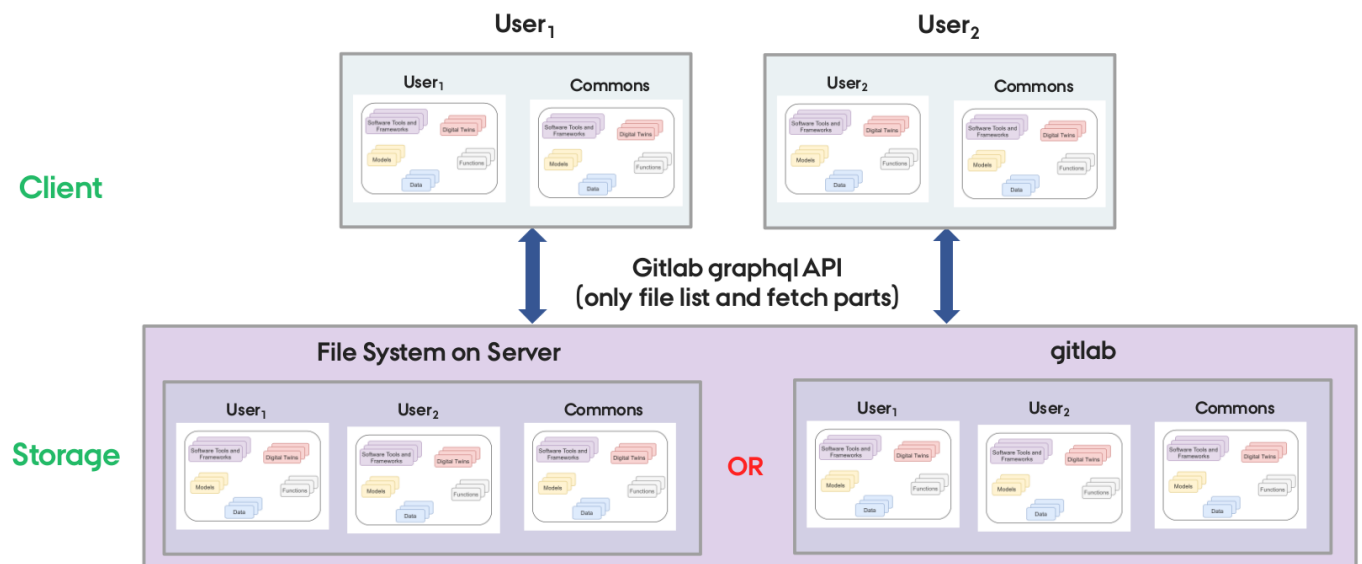 User₁
User₂
User₁
Commons
User₂
Commons
Software Tools and
Frameworks
Digital Twins
Models
Functions
Data
Software Tools and
Frameworks
Digital Twins
Models
Functions
Data
Software Tools and
Frameworks
Digital Twins
Models
Functions
Data
Software Tools and
Frameworks
Digital Twins
Models
Functions
Data
Client
Gitlab graphql API
(only file list and fetch parts)
File System on Server
gitlab
User₁
User₂
Commons
User₁
User₂
Commons
Software Tools and
Frameworks
Digital Twins
Models
Functions
Data
Software Tools and
Frameworks
Digital Twins
Models
Functions
Data
Software Tools and
Frameworks
Digital Twins
Models
Functions
Data
Storage
OR
Software Tools and
Frameworks
Digital Twins
Models
Functions
Data
Software Tools and
Frameworks
Digital Twins
Models
Functions
Data
Software Tools and
Frameworks
Digital Twins
Models
Functions
Data